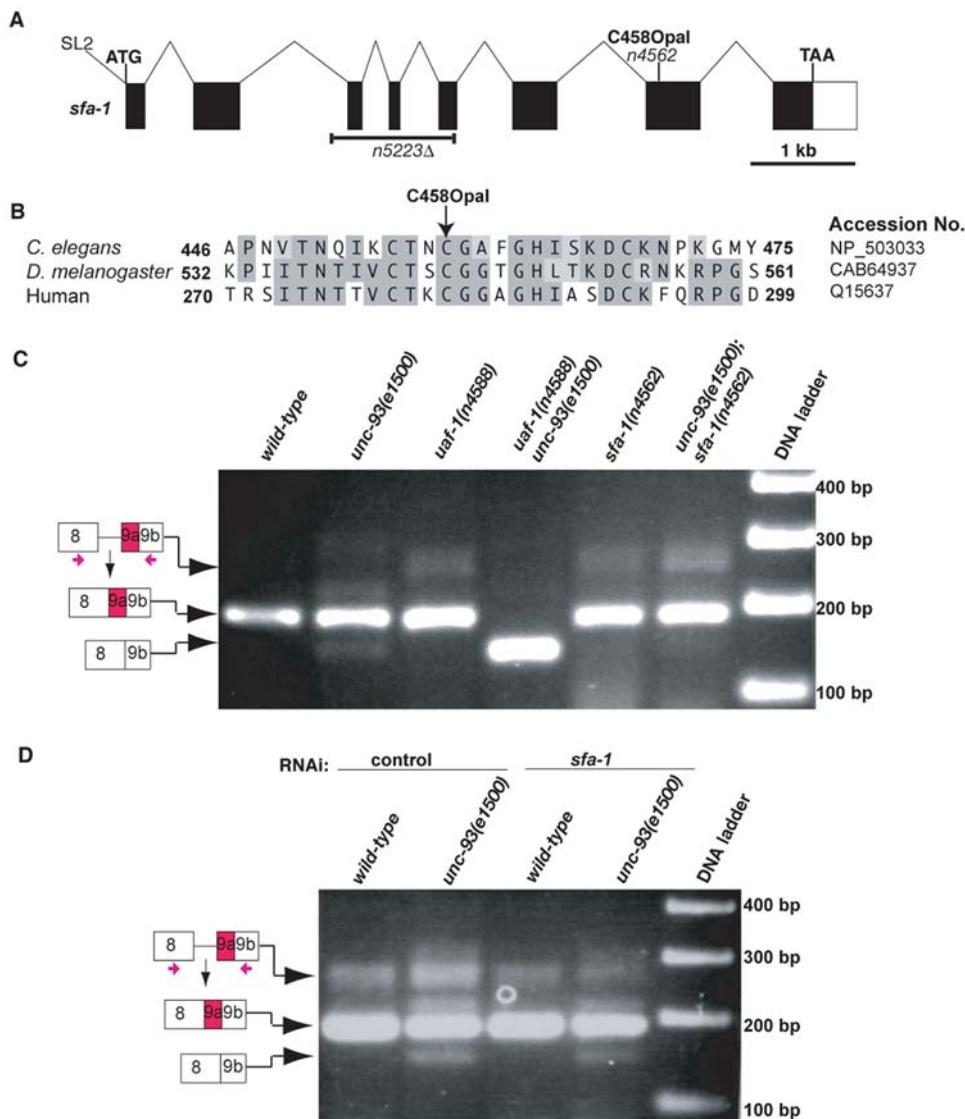 A
SL2
ATG
C458Opal
n4562
TAA
sfa-1
n5223Δ
1 kb
B
C458Opal
Accession No.
C. elegans 446 A P N V T N Q I K C T N C G A F G H I S K D C K N P K G M Y 475 NP_503033
D. melanogaster 532 K P I I T N T I V C T S C G G T G H L T K D C R N K R P G S 561 CAB64937
Human 270 T R S I T N T T V C T K C G G A G H I A S D C K F Q R P G D 299 Q15637
C
wild-type
unc-93(e1500)
uaf-1(n4588)
uaf-1(n4588)
unc-93(e1500)
sfa-1(n4562)
unc-93(e1500);
sfa-1(n4562)
DNA ladder
400 bp
300 bp
200 bp
100 bp
8 9a 9b
8 9a 9b
8 9b
D
RNAi: control sfa-1
wild-type
unc-93(e1500)
wild-type
unc-93(e1500)
DNA ladder
400 bp
300 bp
200 bp
100 bp
8 9a 9b
8 9a 9b
8 9b